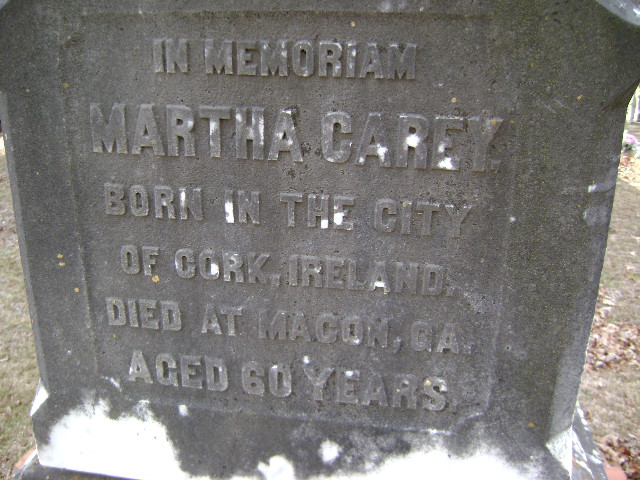 IN MEMORIAM
MARTHA CAREY.
BORN IN THE CITY
OF CORK, IRELAND.
DIED AT MACON, GA.
AGED 60 YEARS.